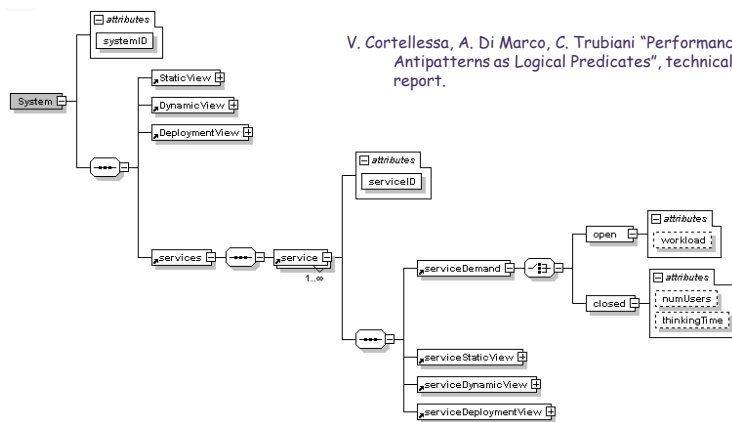 attributes
systemID
V. Cortellessa, A. Di Marco, C. Trubiani “Performanc
Antipatterns as Logical Predicates”, technical
report.
System
StaticView
DynamicView
DeploymentView
attributes
serviceID
services
service
1..∞
serviceDemand
open
attributes
workload
closed
attributes
numUsers
thinkingTime
serviceStaticView
serviceDynamicView
serviceDeploymentView